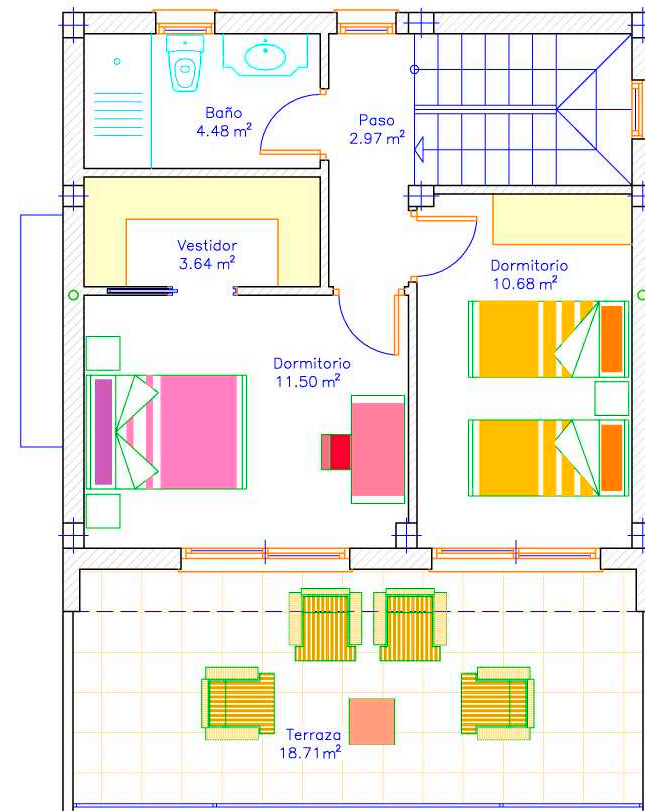 Baño
4.48 m²
Paso
2.97 m²
Vestidor
3.64 m²
Dormitorio
10.68 m²
Dormitorio
11.50 m²
Terraza
18.71m²